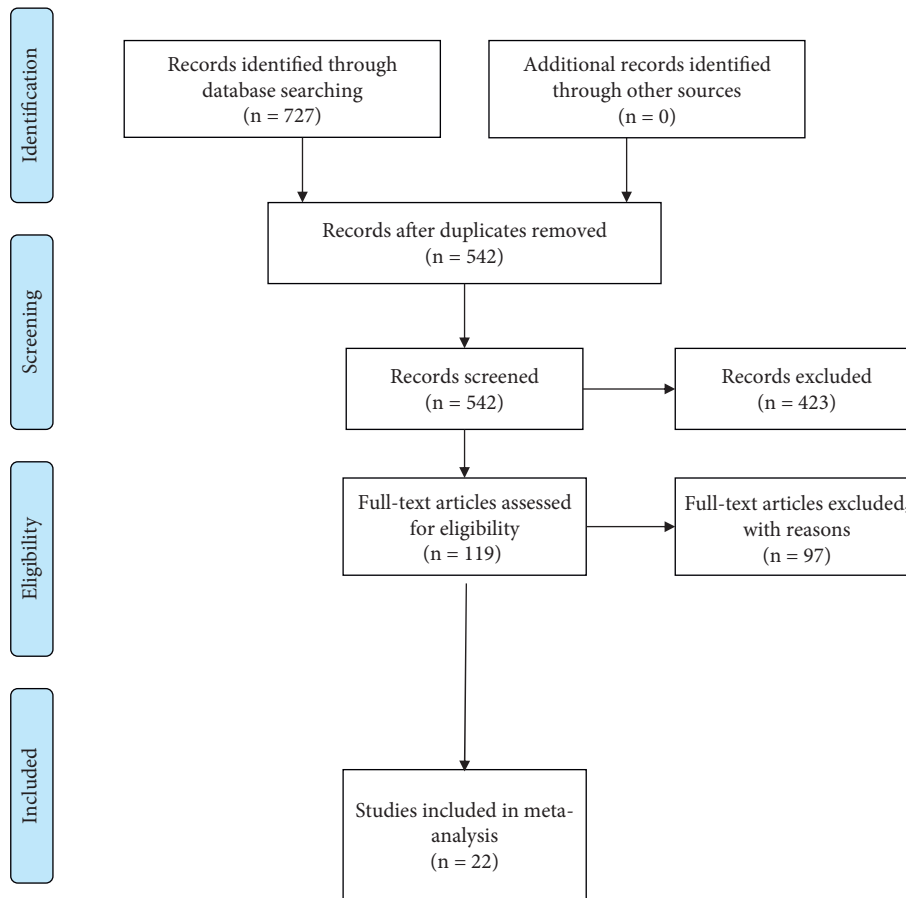 Identification
Records identified through
database searching
(n = 727)
Additional records identified
through other sources
(n = 0)
Records after duplicates removed
(n = 542)
Screening
Records screened
(n = 542)
Records excluded
(n = 423)
Eligibility
Full-text articles assessed
for eligibility
(n = 119)
Full-text articles excluded,
with reasons
(n = 97)
Included
Studies included in meta-
analysis
(n = 22)